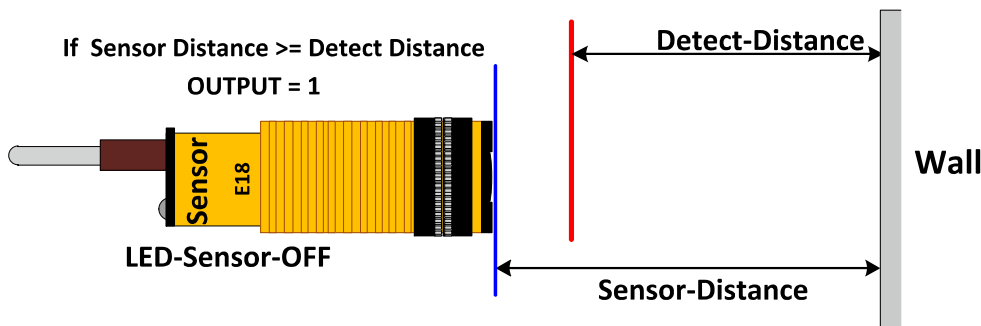 If Sensor Distance >= Detect Distance
OUTPUT = 1
Detect-Distance
Sensor
E18
Wall
LED-Sensor-OFF
Sensor-Distance